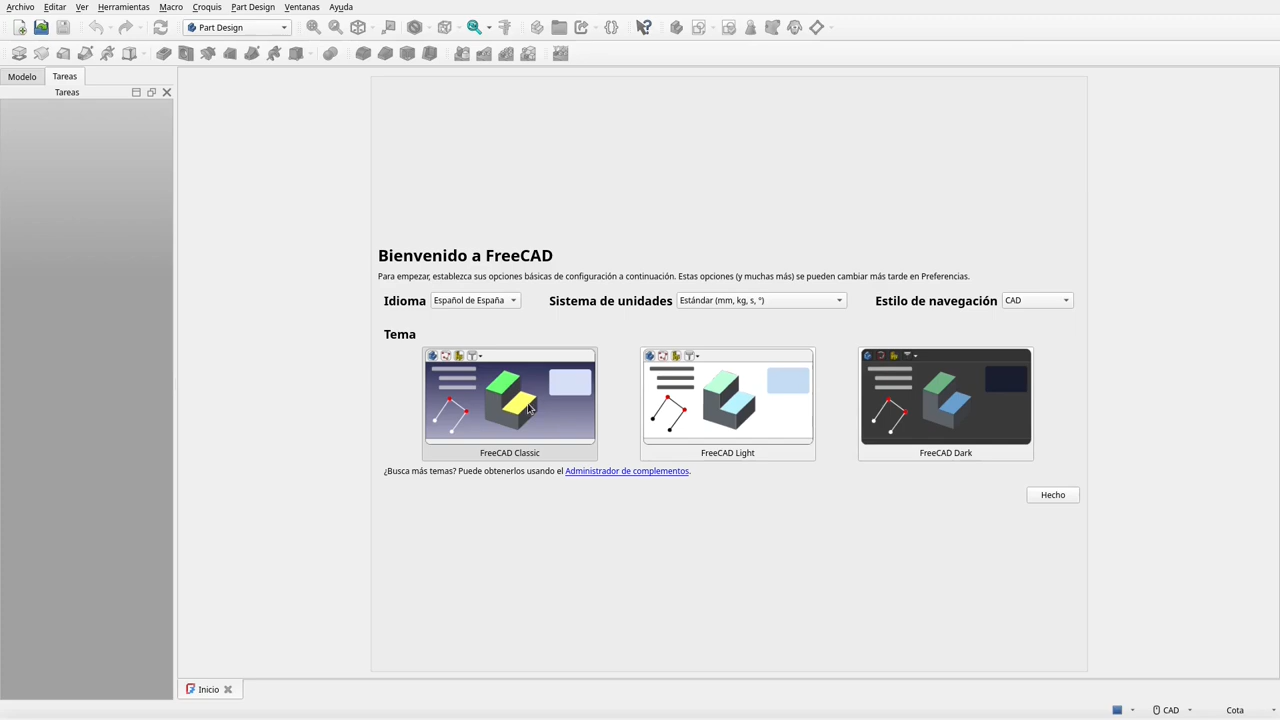 Archivo Editar Ver Herramientas Macro Croquis Part Design Ventanas Ayuda
Part Design
Modelo Tareas
Tareas
Bienvenido a FreeCAD
Para empezar, establezca sus opciones básicas de configuración a continuación. Estas opciones (y muchas más) se pueden cambiar más tarde en Preferencias.
Idioma Español de España Sistema de unidades Estándar (mm, kg, s, °) Estilo de navegación CAD
Tema
FreeCAD Classic FreeCAD Light FreeCAD Dark
¿Busca más temas? Puede obtenerlos usando el Administrador de complementos.
Hecho
Inicio
CAD Cota